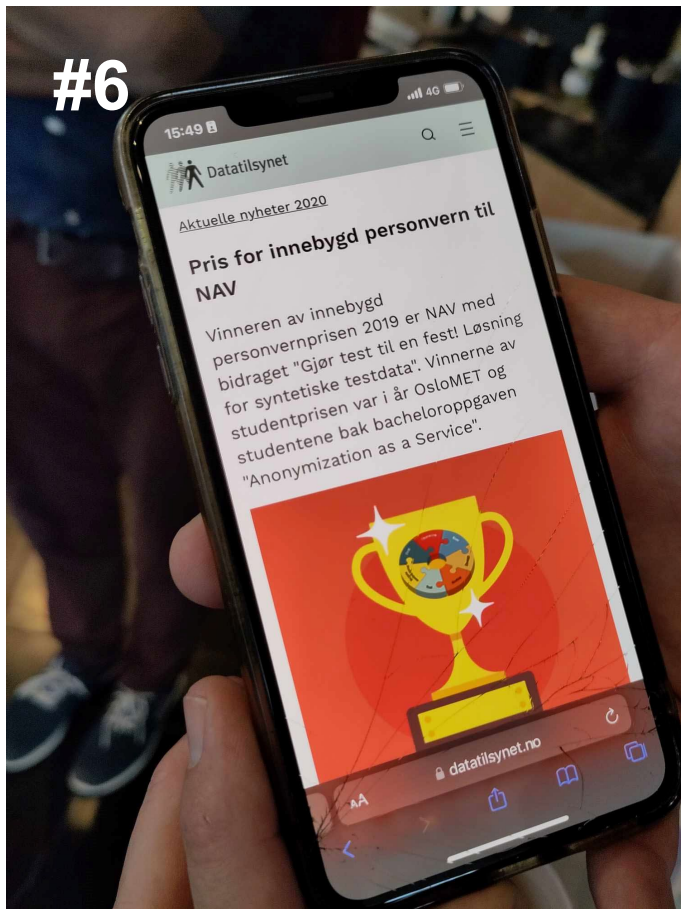 #6
15:49
4G
Datatilsynet
Aktuelle nyheter 2020
Pris for innebygd personvern til
NAV
Vinneren av innebygd
personvernprisen 2019 er NAV med
bidraget "Gjør test til en fest! Løsning
for syntetiske testdata". Vinnerne av
studentprisen var i år OsloMET og
studentene bak bacheloroppgaven
"Anonymization as a Service".
AA
datatilsynet.no